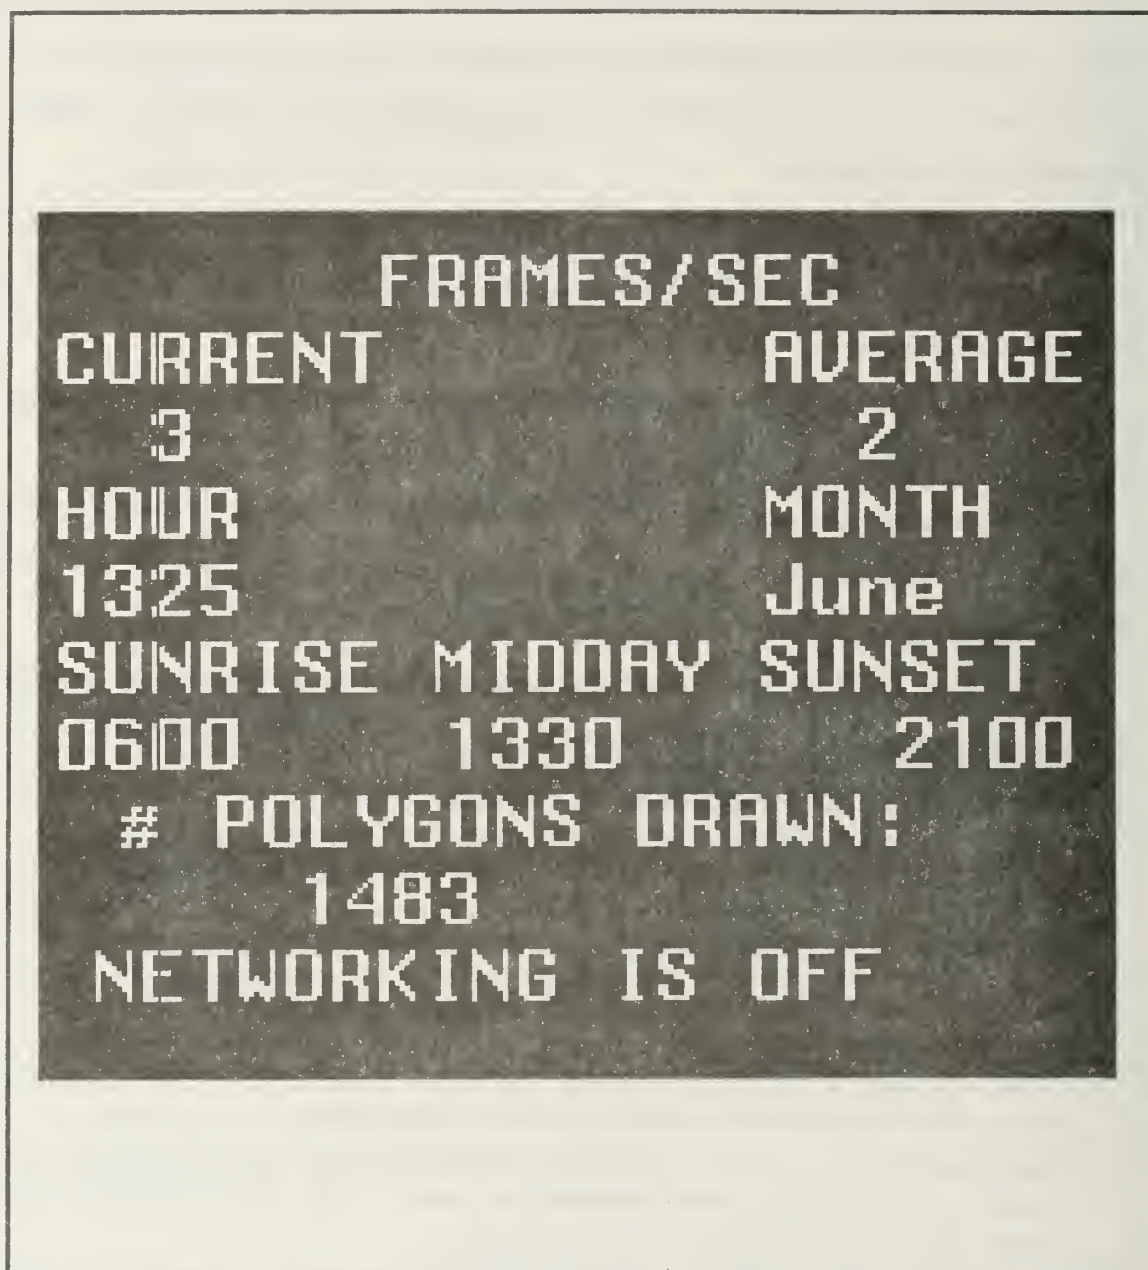 FRAMES/SEC
CURRENT AVERAGE
3 2
HOUR MONTH
1325 June
SUNRISE MIDDAY SUNSET
0600 1330 2100
# POLYGONS DRAWN:
1483
NETWORKING IS OFF